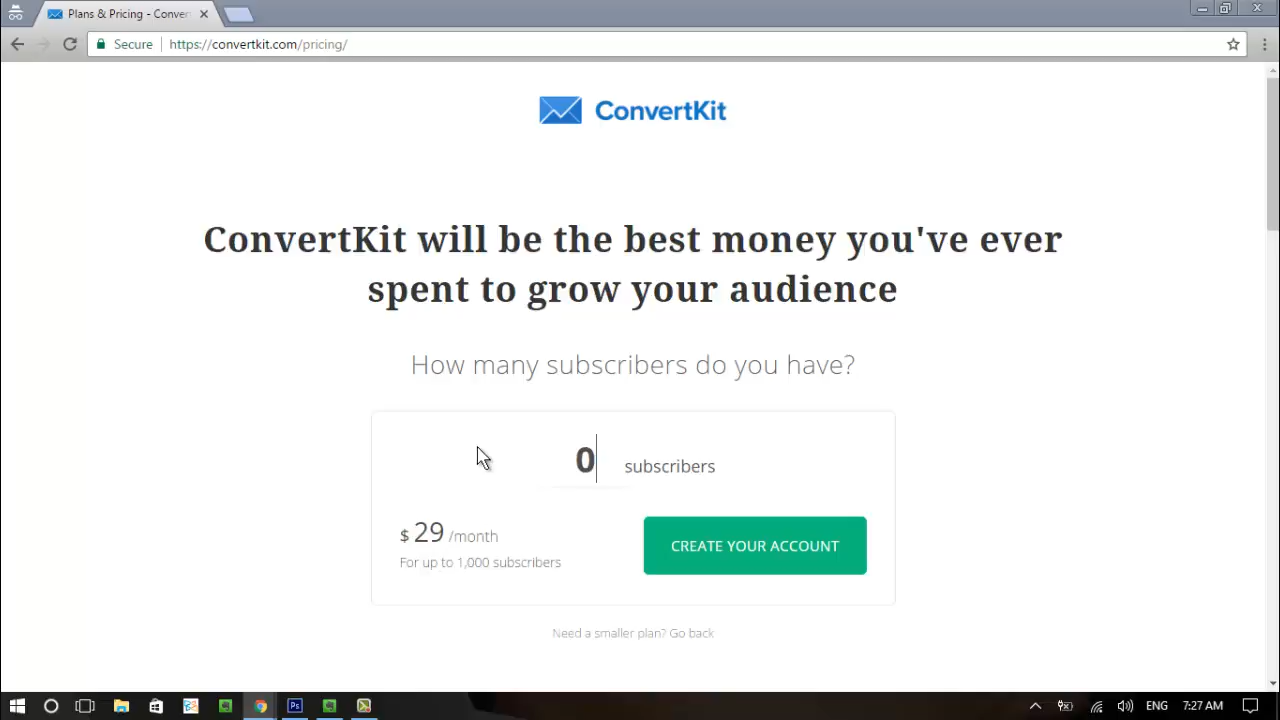 Plans & Pricing - Conver
Secure
https://convertkit.com/pricing/
ConvertKit
ConvertKit will be the best money you've ever
spent to grow your audience
How many subscribers do you have?
0 subscribers
$ 29 /month
For up to 1,000 subscribers
CREATE YOUR ACCOUNT
Need a smaller plan? Go back
Ps
ENG
7:27 AM